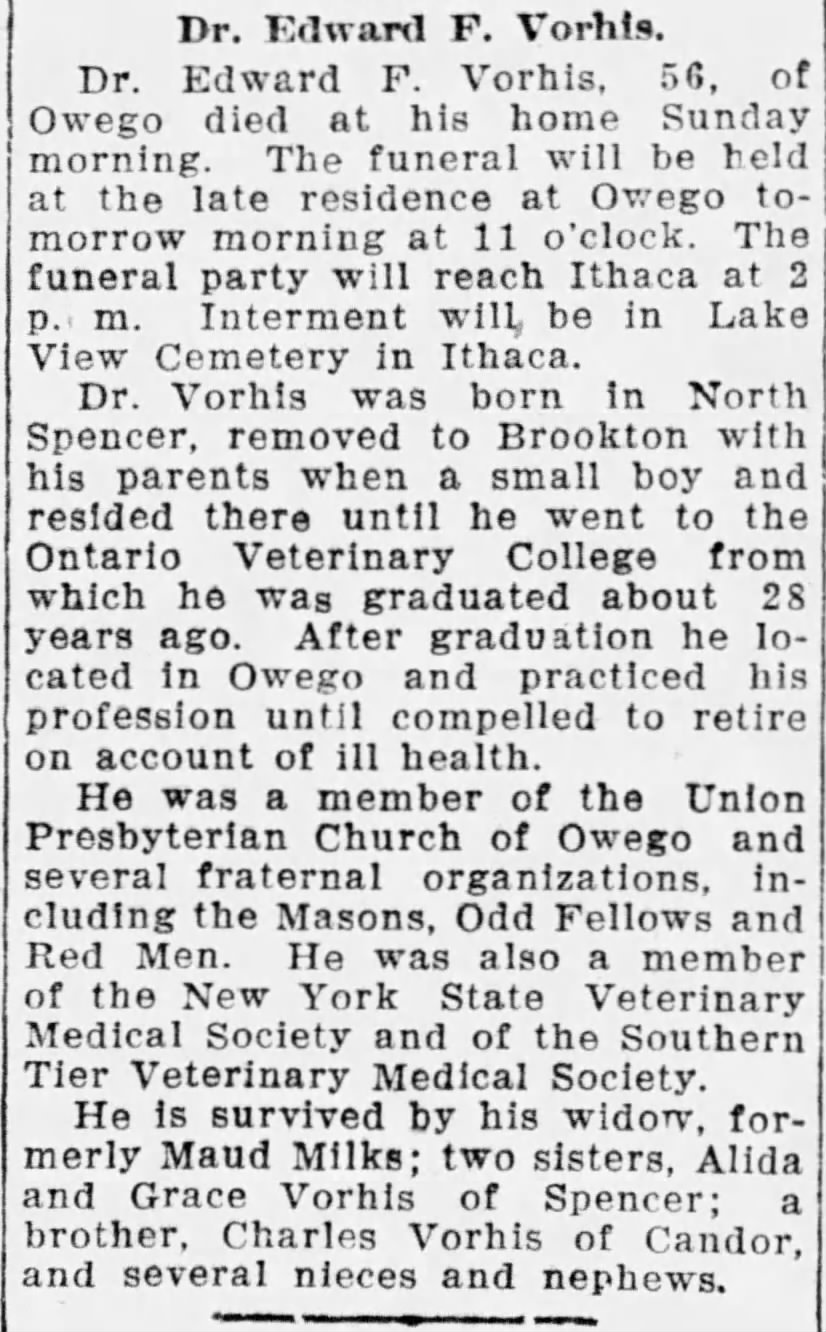 Dr. Edward F. Vorhis.
Dr. Edward F. Vorhis, 56, of
Owego died at his home Sunday
morning. The funeral will be held
at the late residence at Owego to-
morrow morning at 11 o'clock. The
funeral party will reach Ithaca at 2
p. m. Interment will be in Lake
View Cemetery in Ithaca.
Dr. Vorhis was born in North
Spencer, removed to Brookton with
his parents when a small boy and
resided there until he went to the
Ontario Veterinary College from
which he was graduated about 28
years ago. After graduation he lo-
cated in Owego and practiced his
profession until compelled to retire
on account of ill health.
He was a member of the Union
Presbyterian Church of Owego and
several fraternal organizations, in-
cluding the Masons, Odd Fellows and
Red Men. He was also a member
of the New York State Veterinary
Medical Society and of the Southern
Tier Veterinary Medical Society.
He is survived by his widow, for-
merly Maud Milks; two sisters, Alida
and Grace Vorhis of Spencer; a
brother, Charles Vorhis of Candor,
and several nieces and nephews.